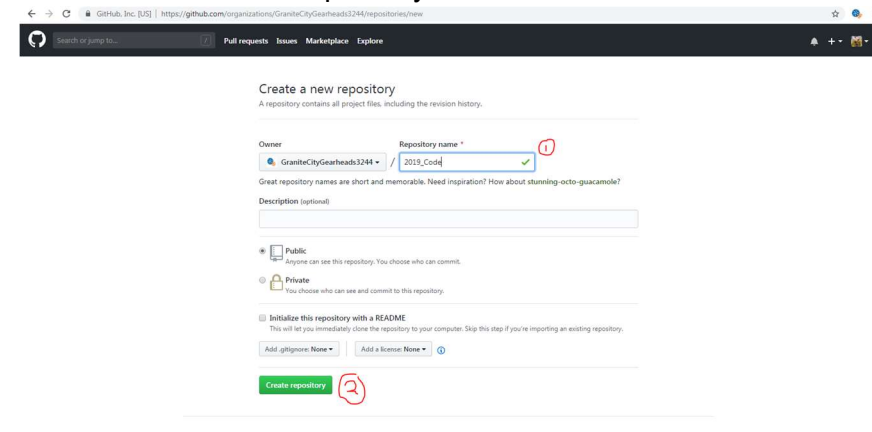 GitHub, Inc. [US] | https://github.com/organizations/GraniteCityGearheads3244/repositories/new
Search or jump to... / Pull requests Issues Marketplace Explore
Create a new repository
A repository contains all project files, including the revision history.
Owner Repository name *
GraniteCityGearheads3244 / 2019_Code 1
Great repository names are short and memorable. Need inspiration? How about stunning-octo-guacamole?
Description (optional)
Public
Anyone can see this repository. You choose who can commit.
Private
You choose who can see and commit to this repository.
Initialize this repository with a README
This will let you immediately clone the repository to your computer. Skip this step if you're importing an existing repository.
Add .gitignore: None Add a license: None
Create repository 2